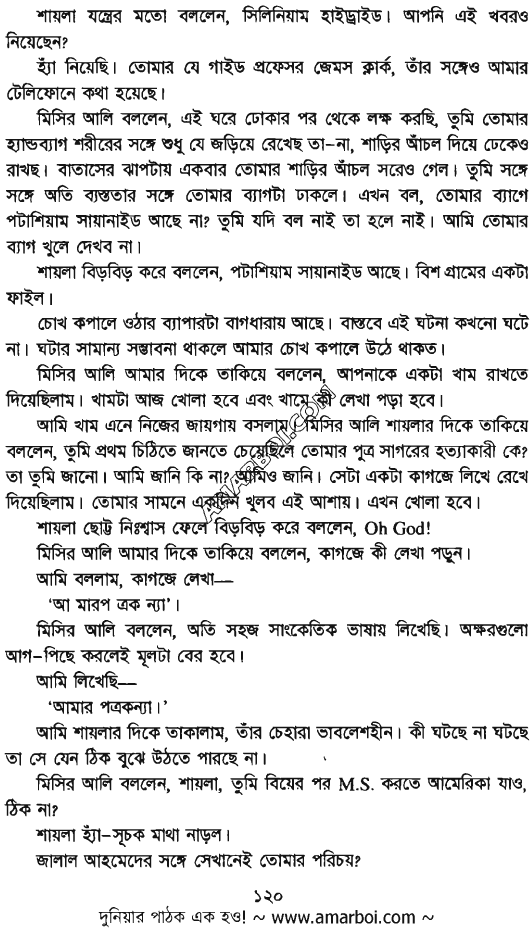 শায়লা যন্ত্রের মতো বললেন, সিলিনিয়াম হাইড্রাইড। আপনি এই খবরও
নিয়েছেন?
হ্যাঁ নিয়েছি। তোমার যে গাইড প্রফেসর জেমস ক্লার্ক, তাঁর সঙ্গেও আমার
টেলিফোনে কথা হয়েছে।
মিসির আলি বললেন, এই ঘরে ঢোকার পর থেকে লক্ষ করছি, তুমি তোমার
হ্যান্ডব্যাগ শরীরের সঙ্গে শুধু যে জড়িয়ে রেখেছ তা-না, শাড়ির আঁচল দিয়ে ঢেকেও
রাখছ। বাতাসের ঝাপটায় একবার তোমার শাড়ির আঁচল সরেও গেল। তুমি সঙ্গে
সঙ্গে অতি ব্যস্ততার সঙ্গে তোমার ব্যাগটা ঢাকলে। এখন বল, তোমার ব্যাগে
পটাশিয়াম সায়ানাইড আছে না? তুমি যদি বল নাই তা হলে নাই। আমি তোমার
ব্যাগ খুলে দেখব না।
শায়লা বিড়বিড় করে বললেন, পটাশিয়াম সায়ানাইড আছে। বিশ গ্রামের একটা
ফাইল।
চোখ কপালে ওঠার ব্যাপারটা বাগধারায় আছে। বাস্তবে এই ঘটনা কখনো ঘটে
না। ঘটার সামান্য সম্ভাবনা থাকলে আমার চোখ কপালে উঠে থাকত।
মিসির আলি আমার দিকে তাকিয়ে বললেন, আপনাকে একটা খাম রাখতে
দিয়েছিলাম। খামটা আজ খোলা হবে এবং খামে কী লেখা পড়া হবে।
আমি খাম এনে নিজের জায়গায় বসলাম। মিসির আলি শায়লার দিকে তাকিয়ে
বললেন, তুমি প্রথম চিঠিতে জানতে চেয়েছিলে তোমার পুত্র সাগরের হত্যাকারী কে?
তা তুমি জানো। আমি জানি কি না? আমিও জানি। সেটা একটা কাগজে লিখে রেখে
দিয়েছিলাম। তোমার সামনে একদিন খুলব এই আশায়। এখন খোলা হবে।
শায়লা ছোট্ট নিঃশ্বাস ফেলে বিড়বিড় করে বললেন, Oh God!
মিসির আলি আমার দিকে তাকিয়ে বললেন, কাগজে কী লেখা পড়ুন।
আমি বললাম, কাগজে লেখা—
'আ মারপ ত্রক ন্যা'।
মিসির আলি বললেন, অতি সহজ সাংকেতিক ভাষায় লিখেছি। অক্ষরগুলো
আগ-পিছে করলেই মূলটা বের হবে।
আমি লিখেছি—
'আমার পত্রকন্যা।'
আমি শায়লার দিকে তাকালাম, তাঁর চেহারা ভাবলেশহীন। কী ঘটছে না ঘটছে
তা সে যেন ঠিক বুঝে উঠতে পারছে না।
মিসির আলি বললেন, শায়লা, তুমি বিয়ের পর M.S. করতে আমেরিকা যাও,
ঠিক না?
শায়লা হ্যাঁ-সূচক মাথা নাড়ল।
জালাল আহমেদের সঙ্গে সেখানেই তোমার পরিচয়?
১২০
দুনিয়ার পাঠক এক হও! ~ www.amarboi.com ~
AMARBOI.COM